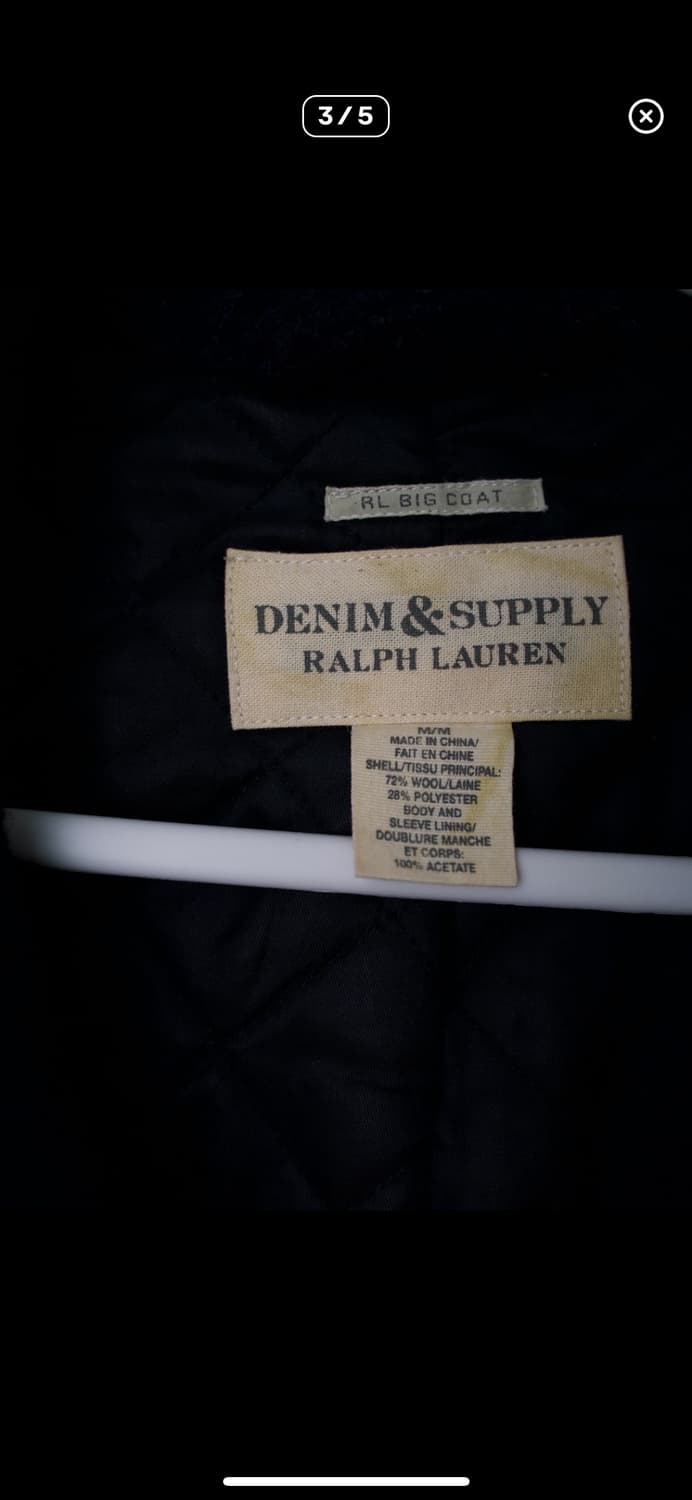 3/5
RL BIG COAT
DENIM & SUPPLY
RALPH LAUREN
M/M
MADE IN CHINA/
FAIT EN CHINE
SHELL/TISSU PRINCIPAL:
72% WOOL/LAINE
28% POLYESTER
BODY AND
SLEEVE LINING/
DOUBLURE MANCHE
ET CORPS:
100% ACETATE